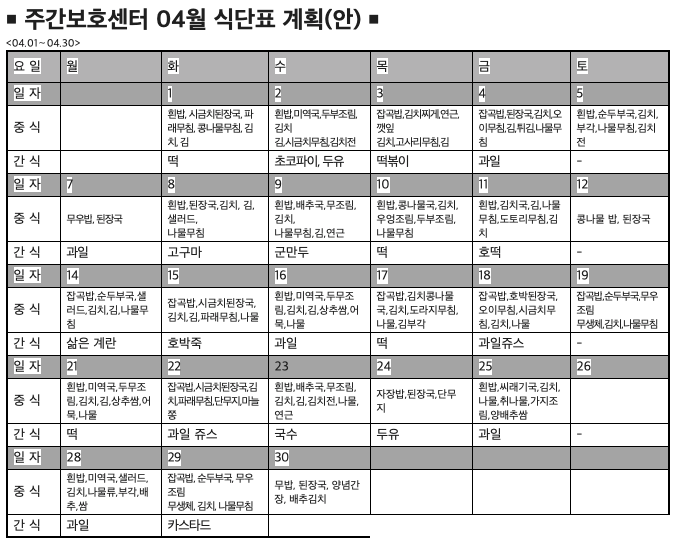 ▪ 주간보호센터 04월 식단표 계획(안) ▪
<04.01~04.30>
요 일 월 화 수 목 금 토
일 자 1 2 3 4 5
중 식
흰밥, 시금치된장국, 파
래무침, 콩나물무침, 김
치, 김
흰밥,미역국,두부조림,
김치
김,시금치무침,김치전
잡곡밥,김치찌게,연근,
깻잎
김치,고사리무침,김
잡곡밥,된장국,김치,오
이무침,김,튀김,나물무
침
흰밥,순두부국,김치,
부각,나물무침,김치
전
간 식 떡 초코파이, 두유 떡볶이 과일 -
일 자 7 8 9 10 11 12
중 식
무우밥, 된장국
흰밥,된장국,김치, 김,
샐러드,
나물무침
흰밥,배추국,무조림,
김치,
나물무침,김,연근
흰밥,콩나물국,김치,
우엉조림,두부조림,
나물무침
흰밥,김치국,김,나물
무침,도토리무침,김
치
콩나물 밥, 된장국
간 식 과일 고구마 군만두 떡 호떡 -
일 자 14 15 16 17 18 19
중 식
잡곡밥,순두부국,샐
러드,김치,김,나물무
침
잡곡밥,시금치된장국,
김치,김,파래무침,나물
흰밥,미역국,두무조
림,김치,김,상추쌈,어
묵,나물
잡곡밥,김치콩나물
국,김치,도라지무침,
나물,김부각
잡곡밥,호박된장국,
오이무침,시금치무
침,김치,나물
잡곡밥,순두부국,무우
조림
무생체,김치,나물무침
간 식 삶은 계란 호박죽 과일 떡 과일쥬스 -
일 자 21 22 23 24 25 26
중 식
흰밥,미역국,두무조
림,김치,김,상추쌈,어
묵,나물
잡곡밥,시금치된장국,김
치,파래무침,단무지,마늘
쫑
흰밥,배추국,무조림,
김치,김,김치전,나물,
연근
자장밥,된장국,단무
지
흰밥,씨래기국,김치,
나물,취나물,가지조
림,양배추쌈
간 식 떡 과일 쥬스 국수 두유 과일 -
일 자 28 29 30
중 식
흰밥,미역국,샐러드,
김치,나물류,부각,배
추,쌈
잡곡밥, 순두부국, 무우
조림
무생체, 김치, 나물무침
무밥, 된장국, 양념간
장, 배추김치
간 식 과일 카스타드